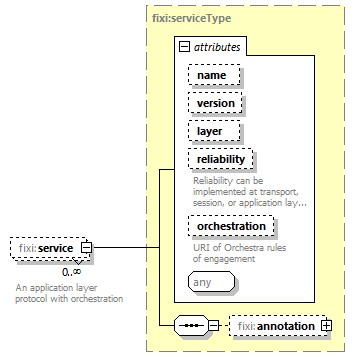 fixi:serviceType
attributes
name
version
layer
reliability
Reliability can be
implemented at transport,
session, or application lay...
orchestration
URI of Orchestra rules
of engagement
any
fixi:service
0..∞
An application layer
protocol with orchestration
fixi:annotation